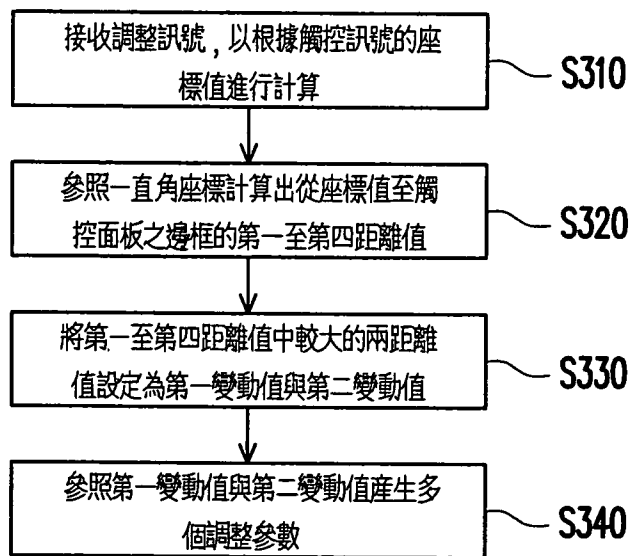 接收調整訊號,以根據觸控訊號的座
標值進行計算
S310
參照一直角座標計算出從座標值至觸
控面板之邊框的第一至第四距離值
S320
將第一至第四距離值中較大的兩距離
值設定為第一變動值與第二變動值
S330
參照第一變動值與第二變動值產生多
個調整參數
S340